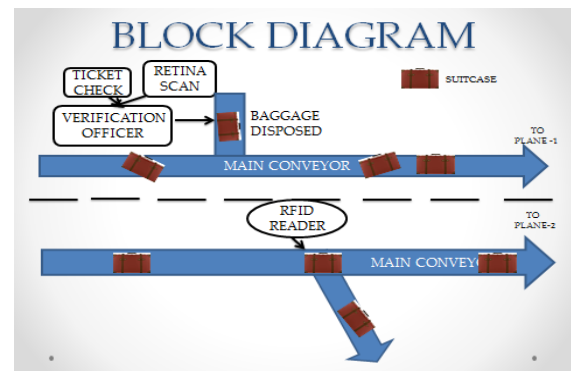 BLOCK DIAGRAM
TICKET
CHECK
RETINA
SCAN
SUITCASE
VERIFICATION
OFFICER
BAGGAGE
DISPOSED
TO
PLANE -1
MAIN CONVEYOR
RFID
READER
TO
PLANE-2
MAIN CONVEY